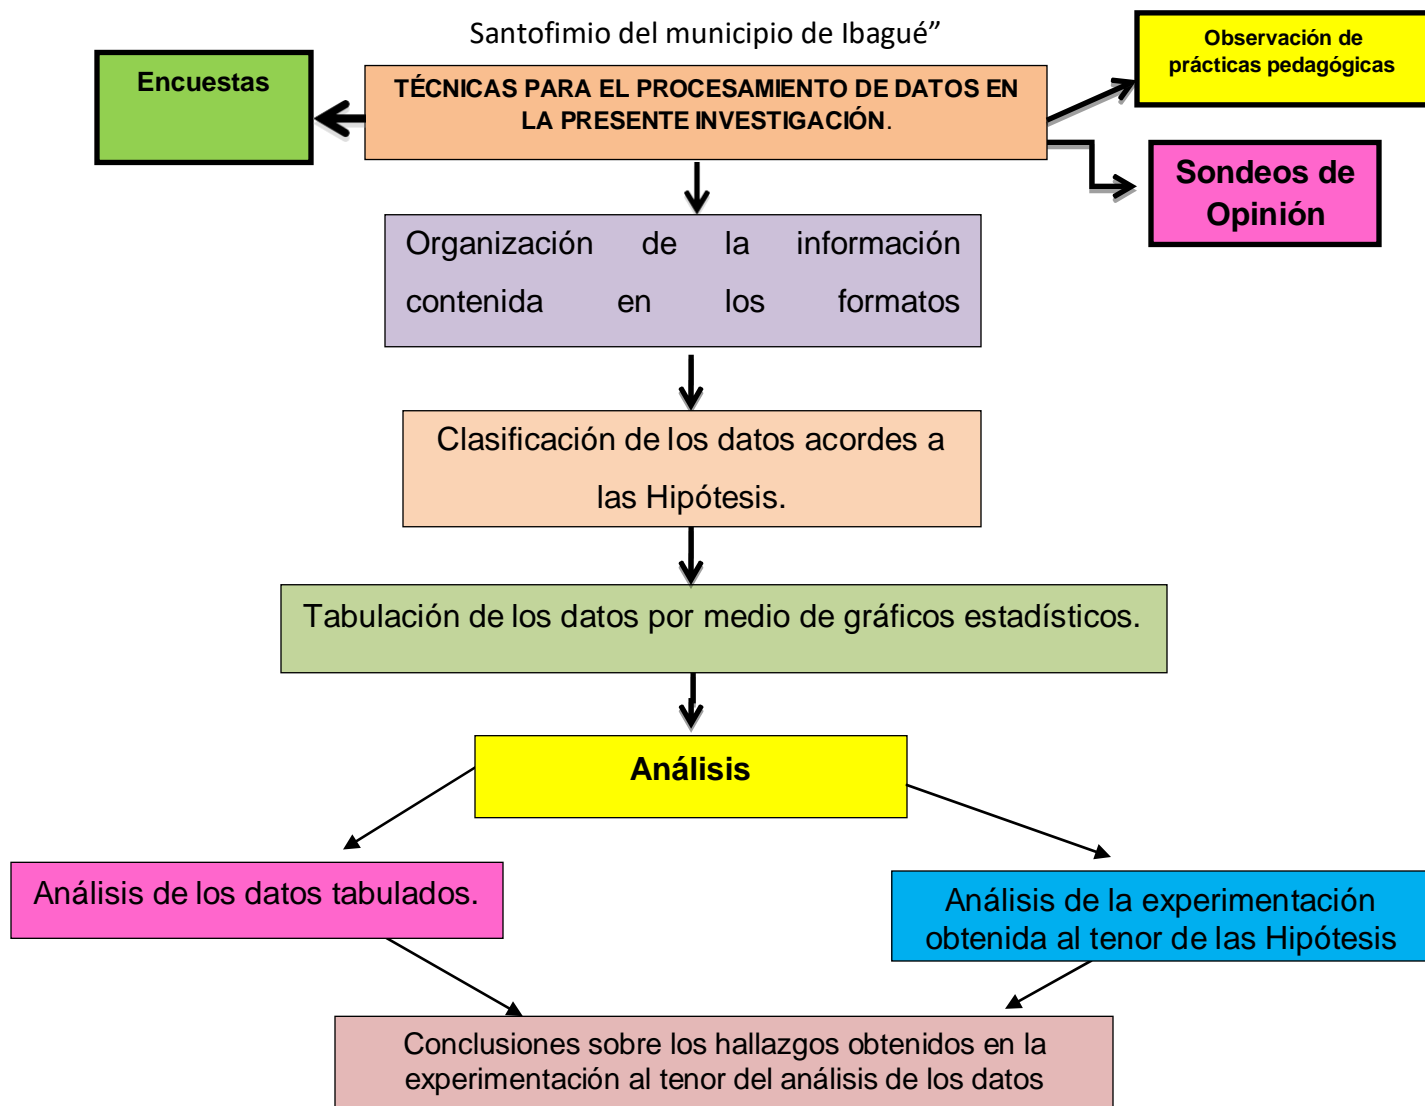 Santofimio del municipio de Ibagué”
Encuestas
TÉCNICAS PARA EL PROCESAMIENTO DE DATOS EN
LA PRESENTE INVESTIGACIÓN.
Observación de
prácticas pedagógicas
Sondeos de
Opinión
Organización de la información
contenida en los formatos
Clasificación de los datos acordes a
las Hipótesis.
Tabulación de los datos por medio de gráficos estadísticos.
Análisis
Análisis de los datos tabulados.
Análisis de la experimentación
obtenida al tenor de las Hipótesis
Conclusiones sobre los hallazgos obtenidos en la
experimentación al tenor del análisis de los datos